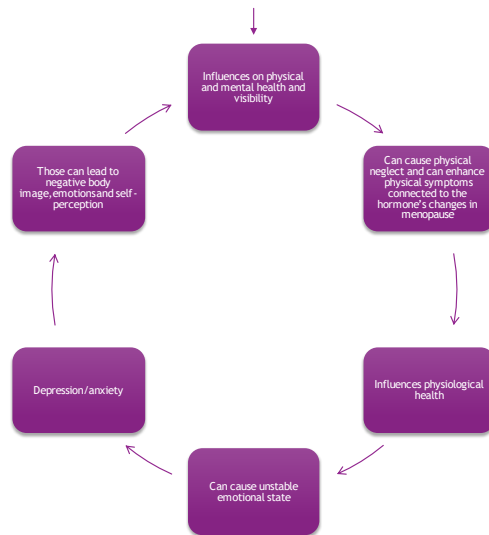 Influences on physical
and mental health and
visibility
Can cause physical
neglect and can enhance
physical symptoms
connected to the
hormone's changes in
menopause
Influences physiological
health
Can cause unstable
emotional state
Depression/anxiety
Those can lead to
negative body
image, emotions and self-
perception